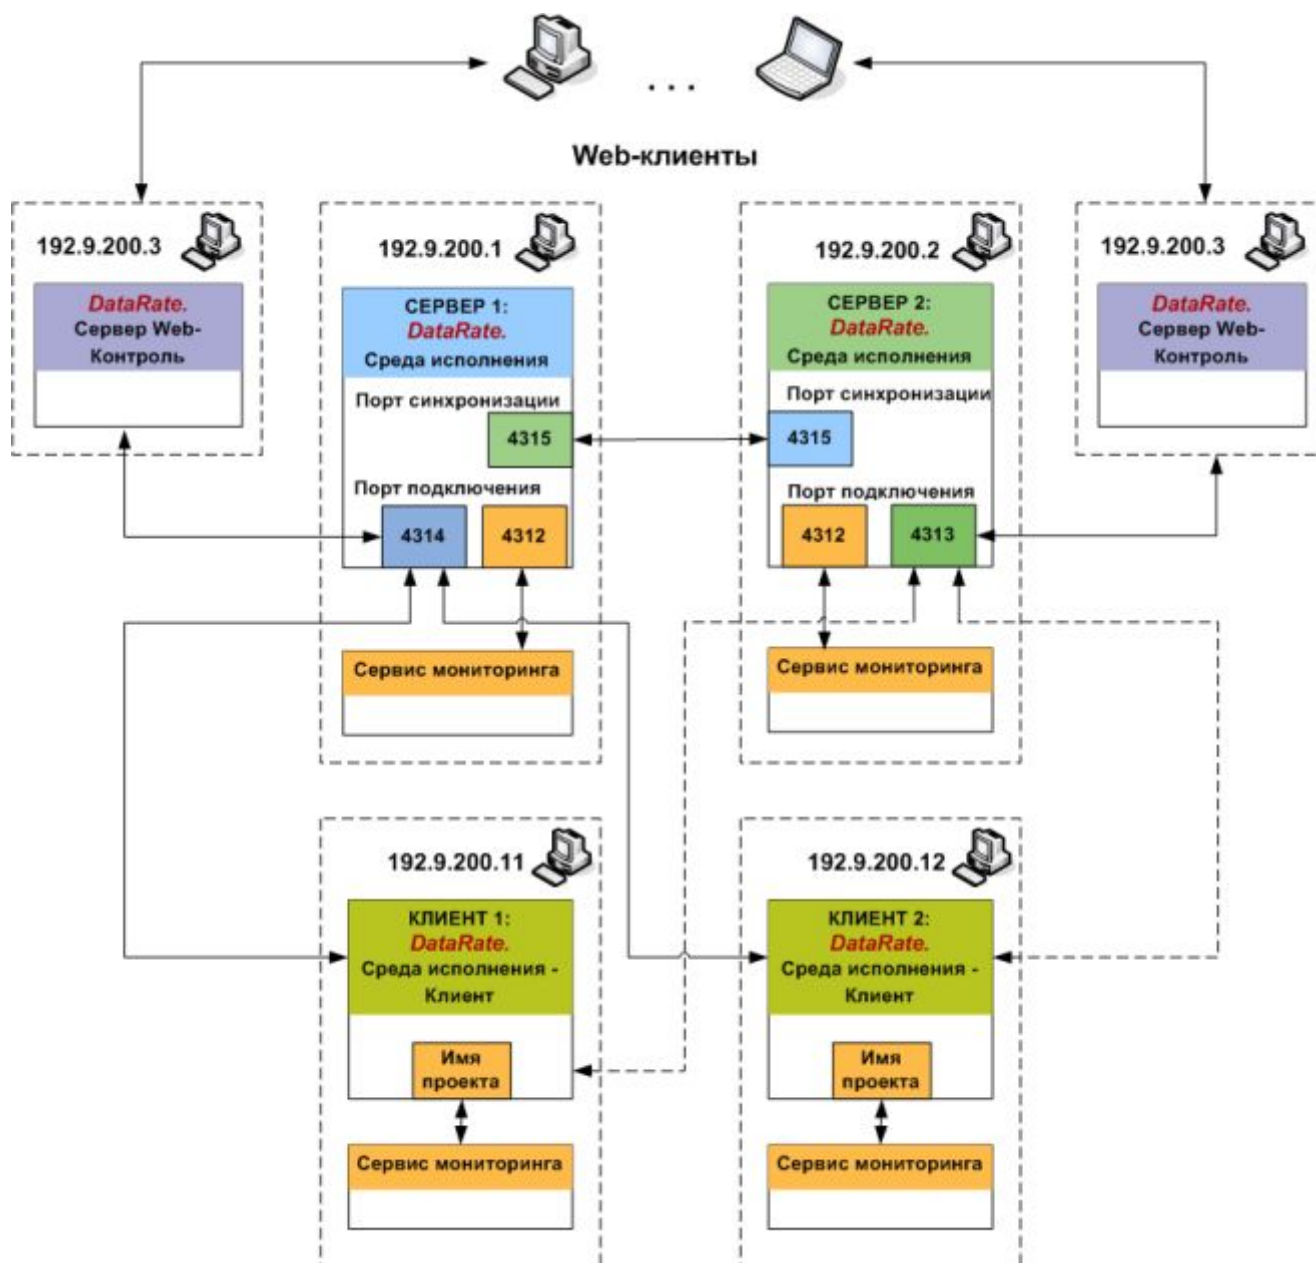 . . .
Web-клиенты
192.9.200.3
DataRate.
Сервер Web-
Контроль
192.9.200.1
СЕРВЕР 1:
DataRate.
Среда исполнения
Порт синхронизации
4315
Порт подключения
4314
4312
Сервис мониторинга
192.9.200.2
СЕРВЕР 2:
DataRate.
Среда исполнения
Порт синхронизации
4315
Порт подключения
4312
4313
Сервис мониторинга
192.9.200.3
DataRate.
Сервер Web-
Контроль
192.9.200.11
КЛИЕНТ 1:
DataRate.
Среда исполнения -
Клиент
Имя
проекта
Сервис мониторинга
192.9.200.12
КЛИЕНТ 2:
DataRate.
Среда исполнения -
Клиент
Имя
проекта
Сервис мониторинга